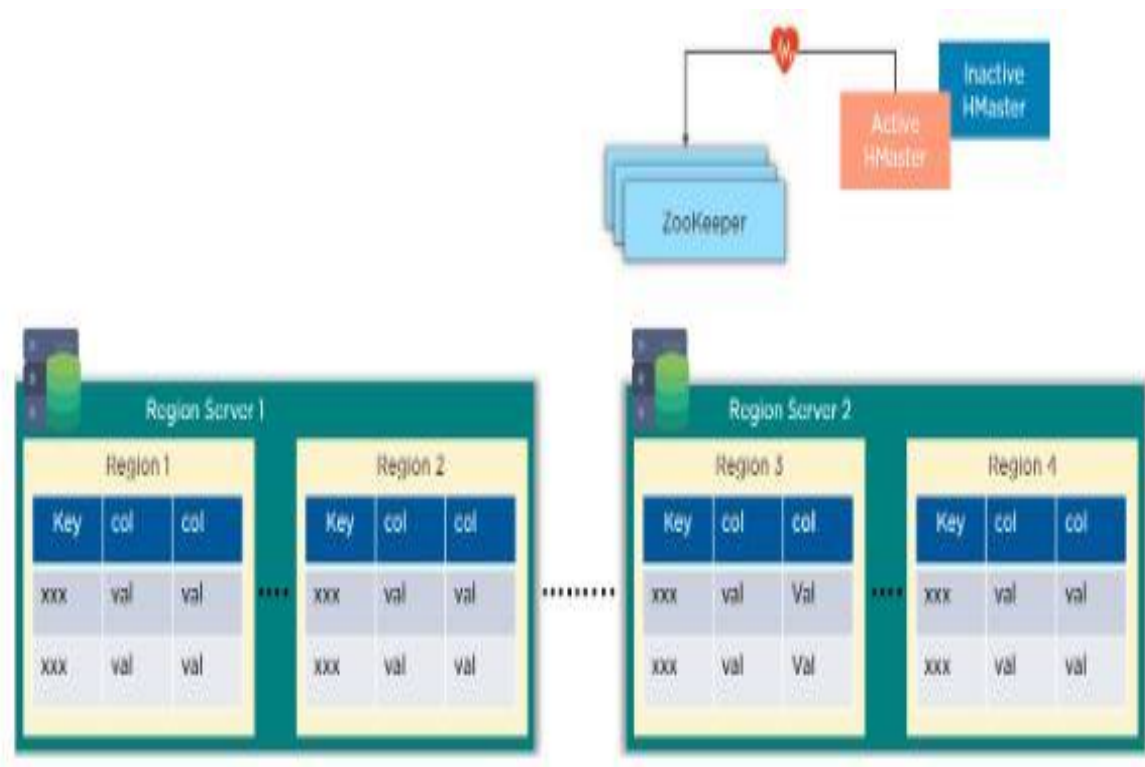 Inactive
HMaster
Active
HMaster
ZooKeeper
Region Server 1
Region 1
Key col col
xxx val val
xxx val val
Region 2
Key col col
xxx val val
xxx val val
Region Server 2
Region 3
Key col col
xxx val Val
xxx val Val
Region 4
Key col col
xxx val val
xxx val val